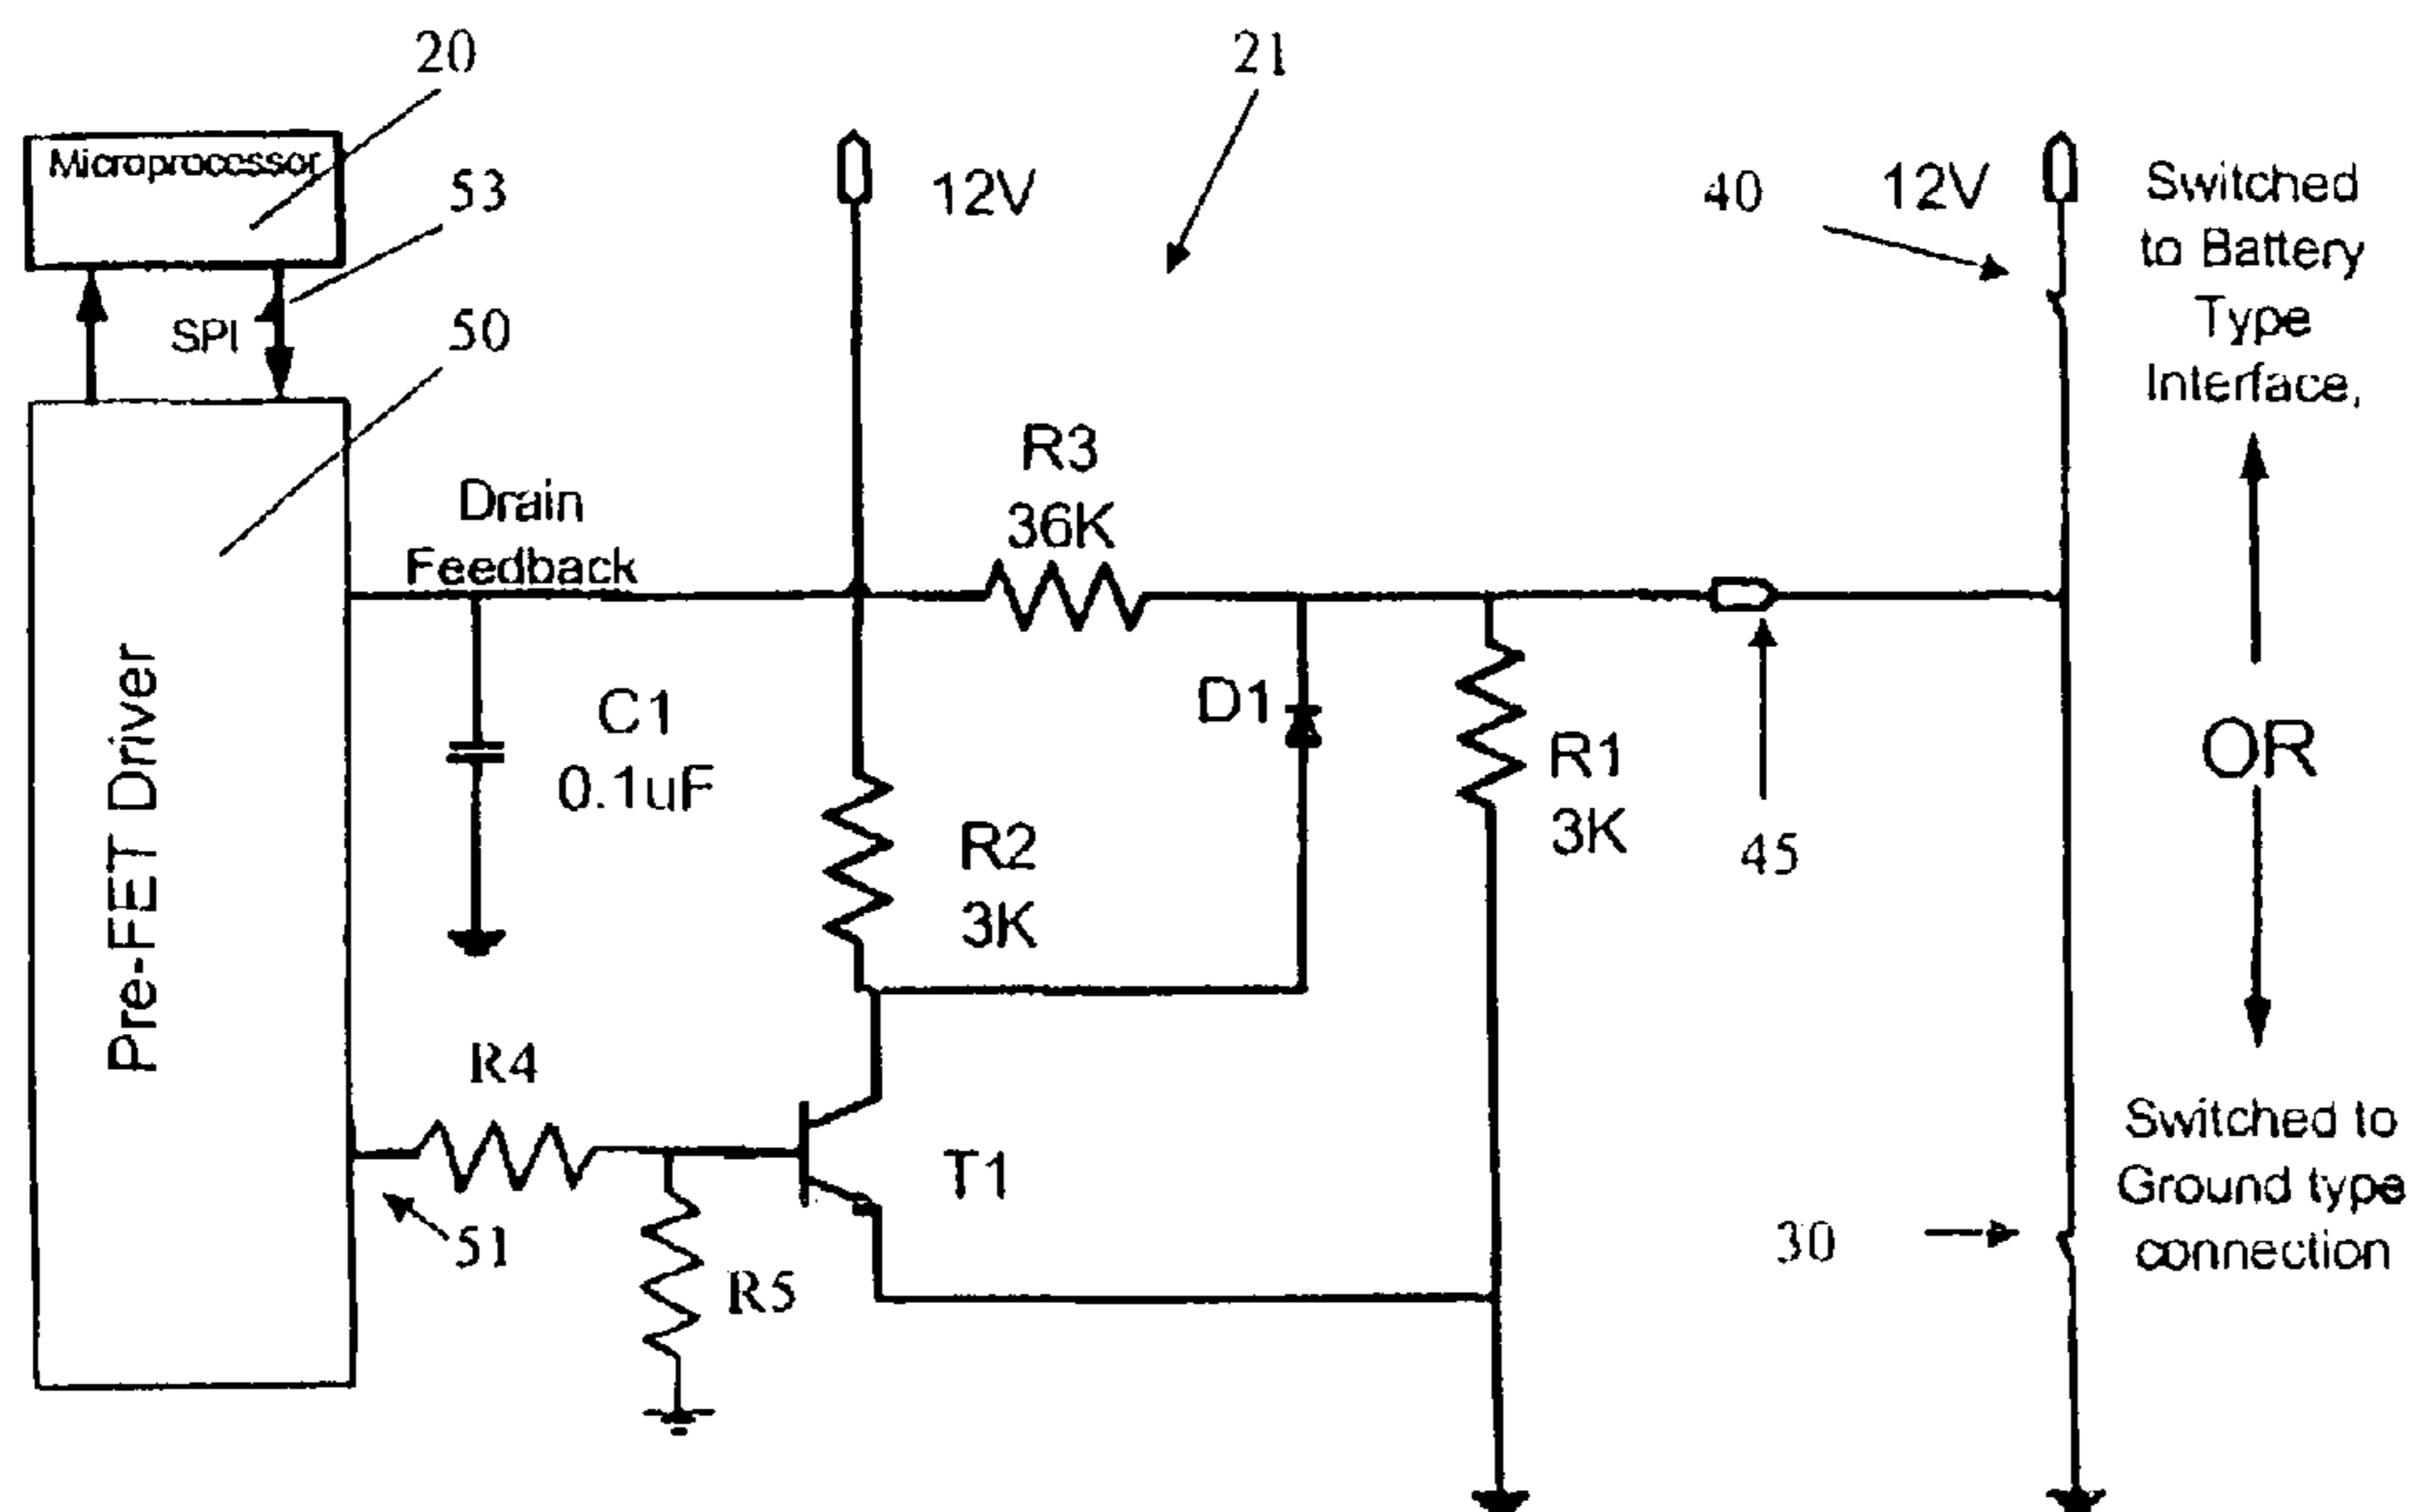 20
21
Microprocessor
53
12V
40
12V
Switched
to Battery
Type
Interface,
SPI
50
R3
36K
Drain
Feedback
Pre-FET Driver
C1
0.1uF
D1
R1
3K
45
OR
R2
3K
R4
T1
51
R5
30
Switched to
Ground type
connection